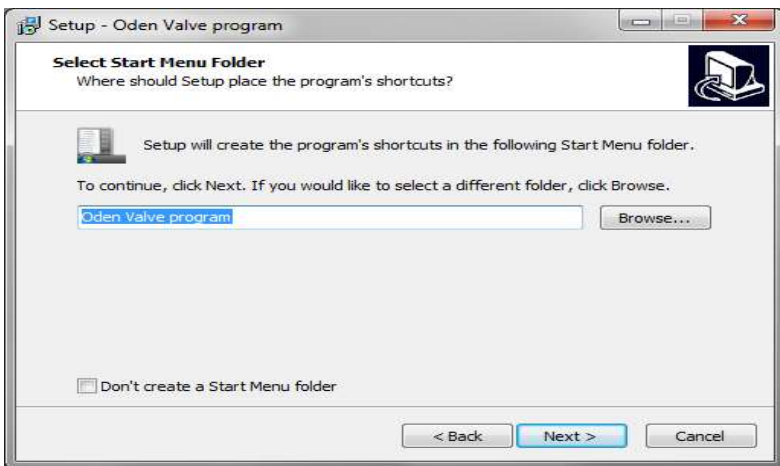 Setup - Oden Valve program
Select Start Menu Folder
Where should Setup place the program's shortcuts?
Setup will create the program's shortcuts in the following Start Menu folder.
To continue, click Next. If you would like to select a different folder, click Browse.
Oden Valve program
Browse...
Don't create a Start Menu folder
< Back
Next >
Cancel